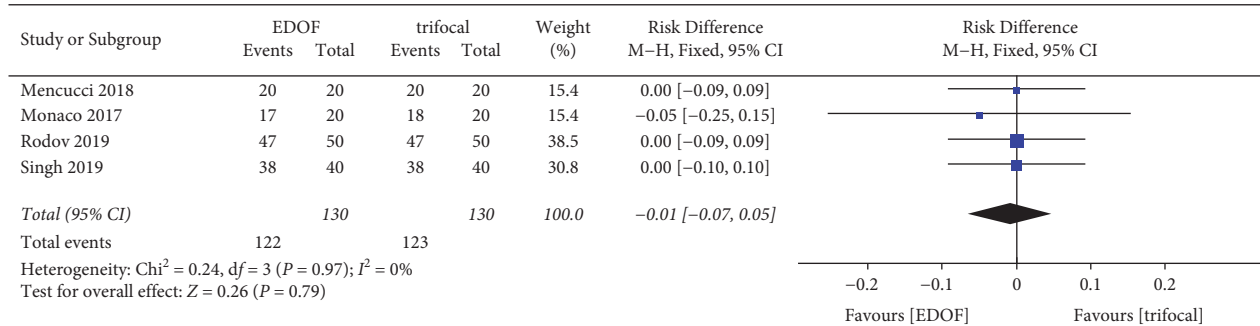 Study or Subgroup EDOF trifocal Weight (%) Risk Difference M−H, Fixed, 95% CI Risk Difference M−H, Fixed, 95% CI
Events Total Events Total
Mencucci 2018 20 20 20 20 15.4 0.00 [−0.09, 0.09]
Monaco 2017 17 20 18 20 15.4 −0.05 [−0.25, 0.15]
Rodov 2019 47 50 47 50 38.5 0.00 [−0.09, 0.09]
Singh 2019 38 40 38 40 30.8 0.00 [−0.10, 0.10]
Total (95% CI) 130 130 100.0 −0.01 [−0.07, 0.05]
Total events 122 123
Heterogeneity: Chi² = 0.24, df = 3 (P = 0.97); I² = 0%
Test for overall effect: Z = 0.26 (P = 0.79)
−0.2 −0.1 0 0.1 0.2
Favours [EDOF] Favours [trifocal]